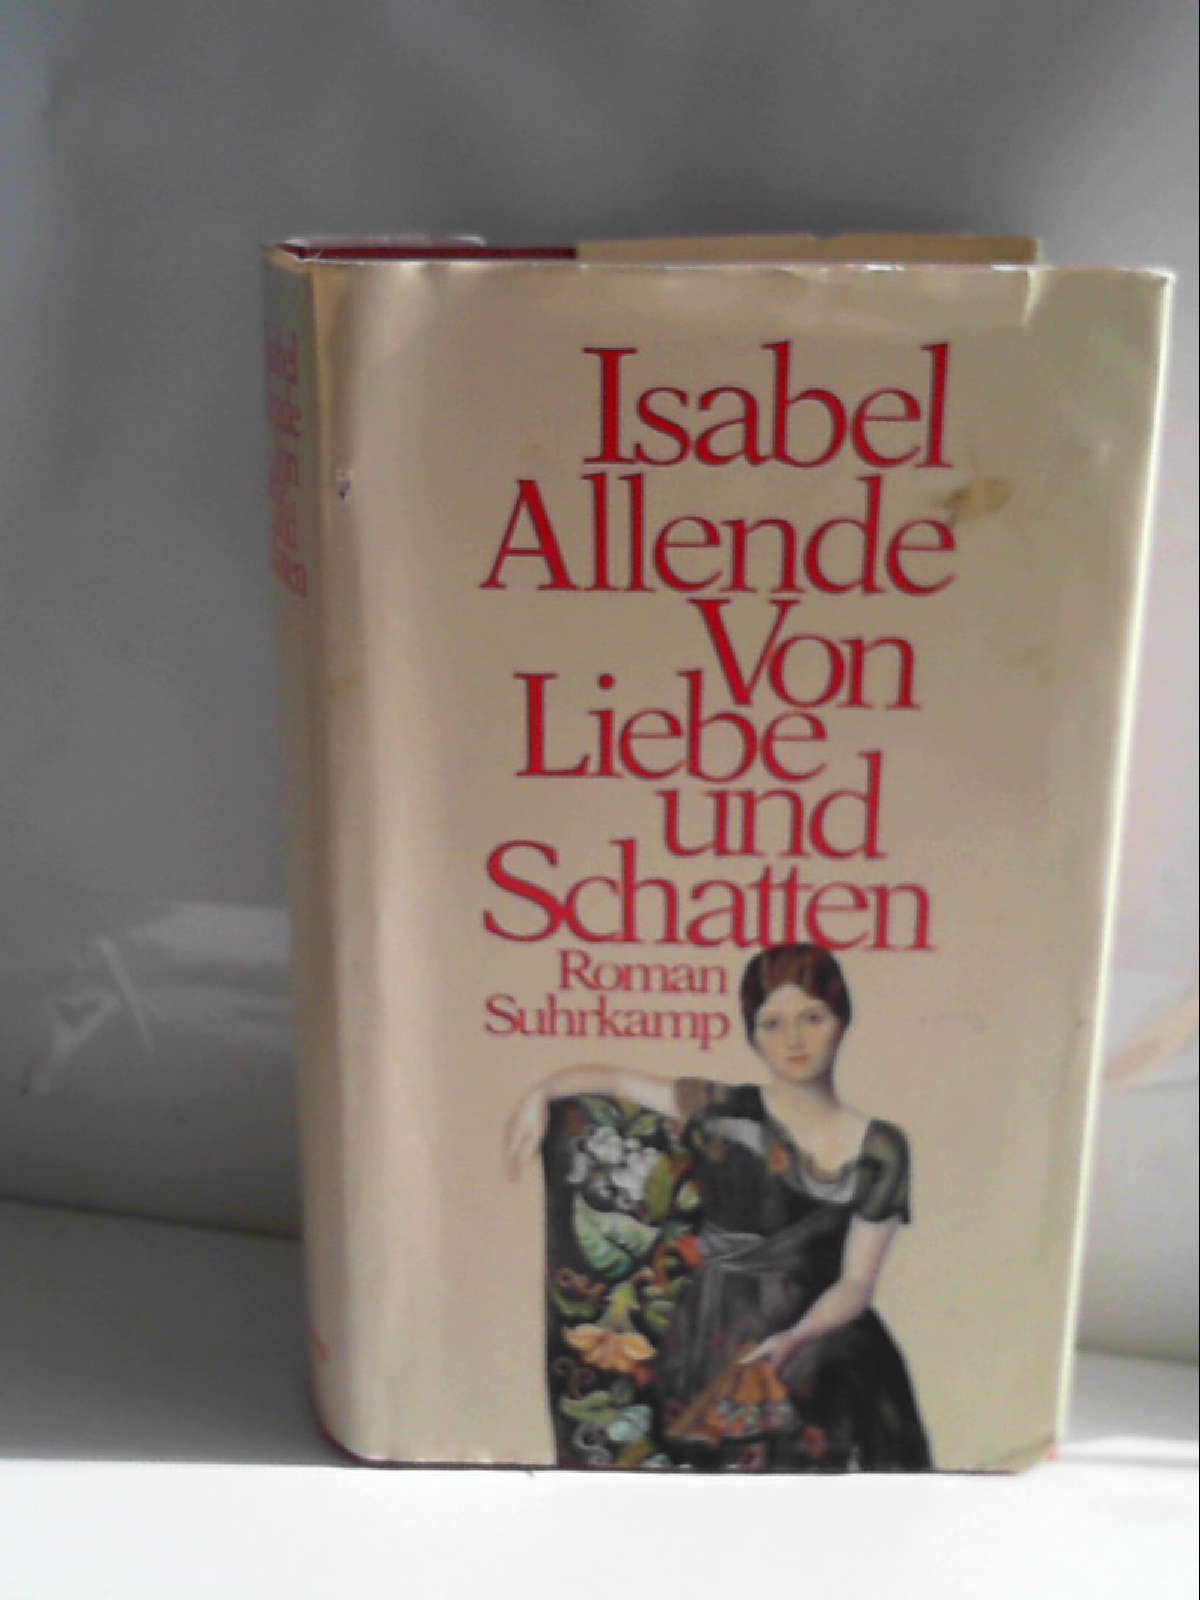 Isabel
Allende
Von
Liebe
und
Schatten
Roman
Suhrkamp